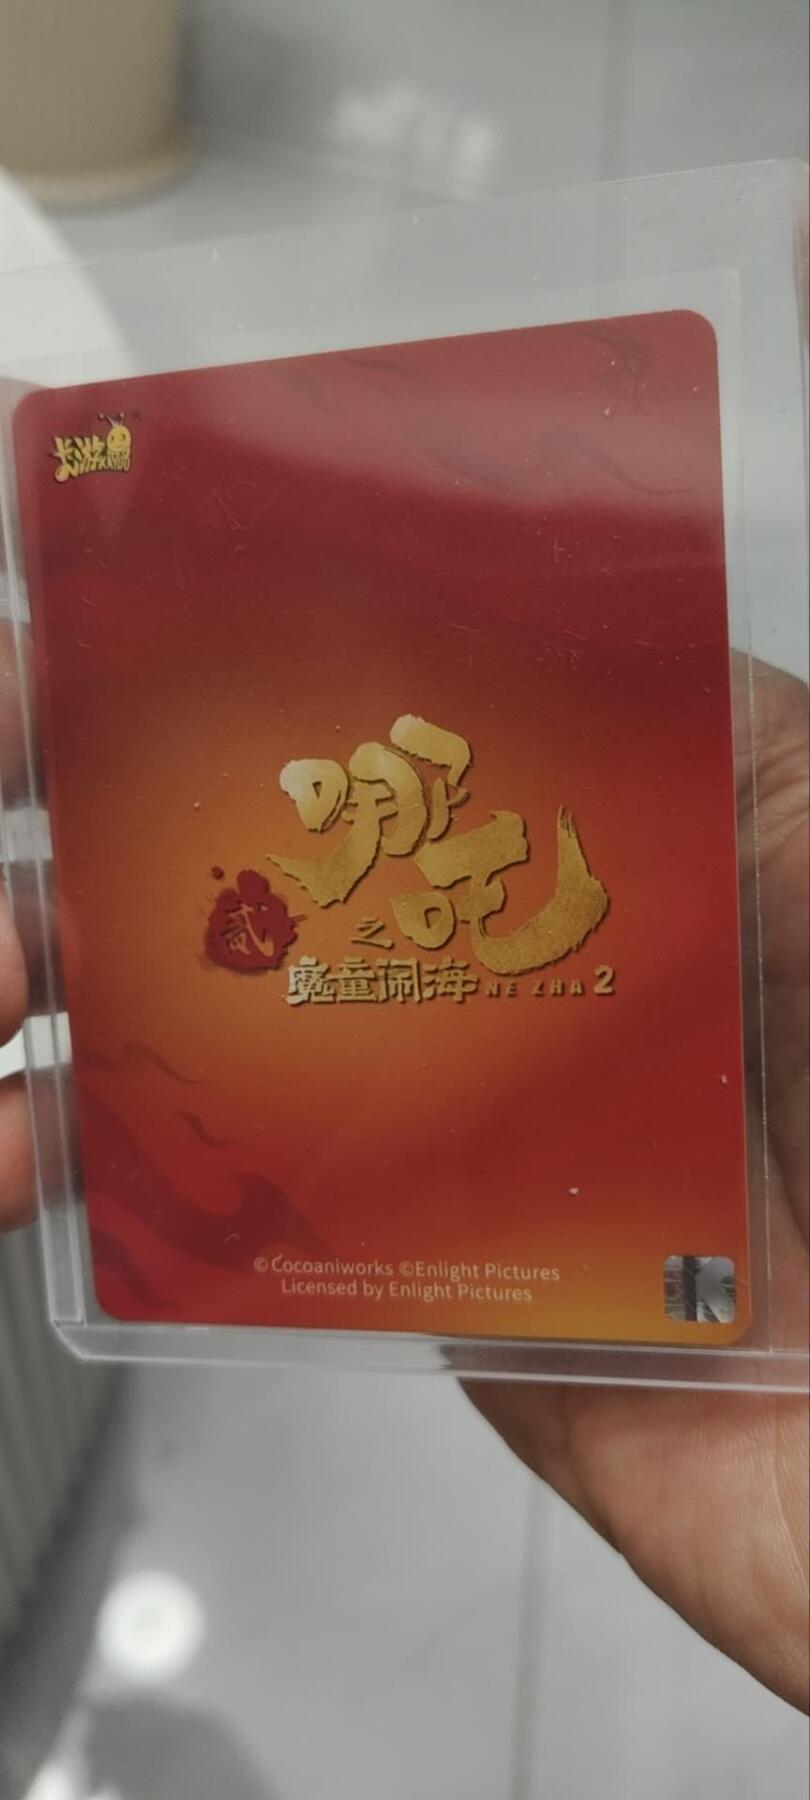 卡游 KAYOU
哪吒
贰
之
魔童闹海 NE ZHA 2
©Cocoaniworks ©Enlight Pictures
Licensed by Enlight Pictures